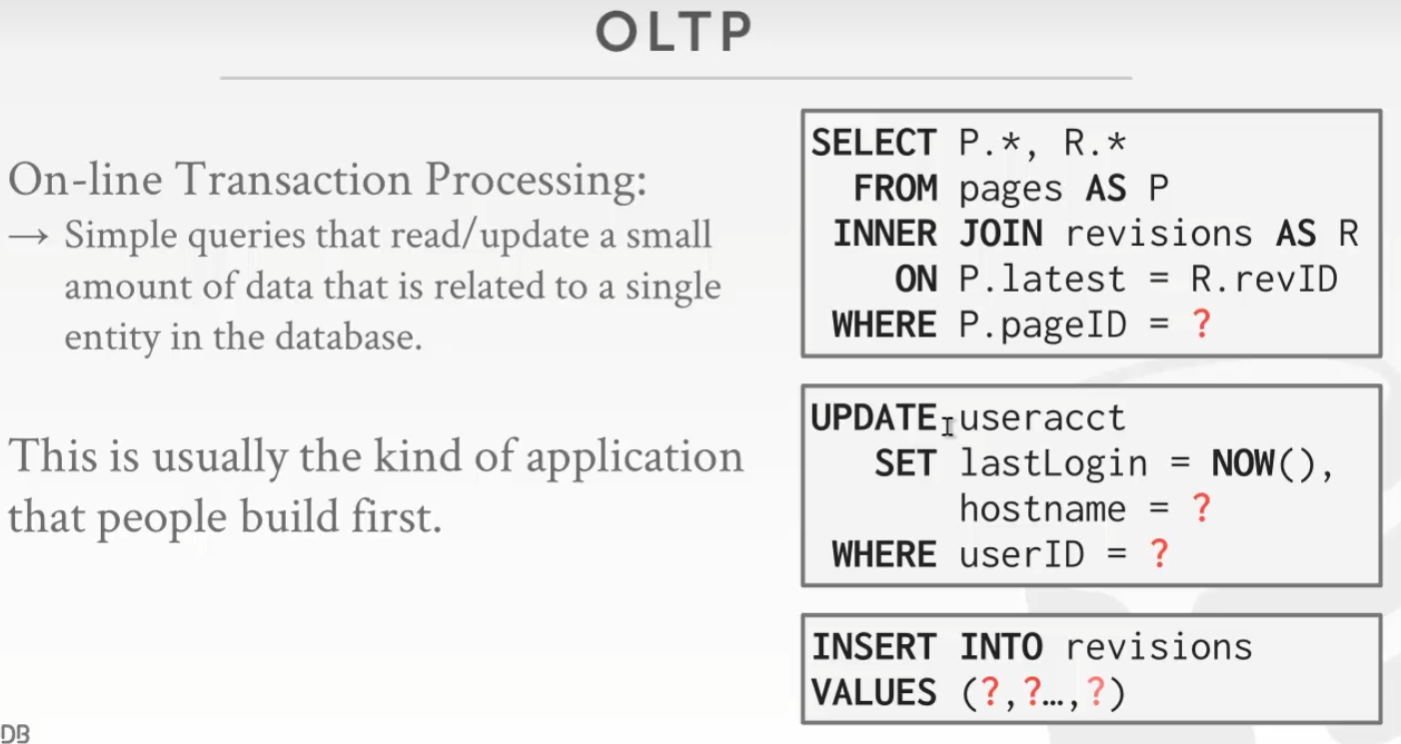 OLTP
On-line Transaction Processing:
→ Simple queries that read/update a small
amount of data that is related to a single
entity in the database.
This is usually the kind of application
that people build first.
SELECT P.*, R.*
FROM pages AS P
INNER JOIN revisions AS R
ON P.latest = R.revID
WHERE P.pageID = ?
UPDATE useracct
SET lastLogin = NOW(),
hostname = ?
WHERE userID = ?
INSERT INTO revisions
VALUES (?,?…,?)
DB